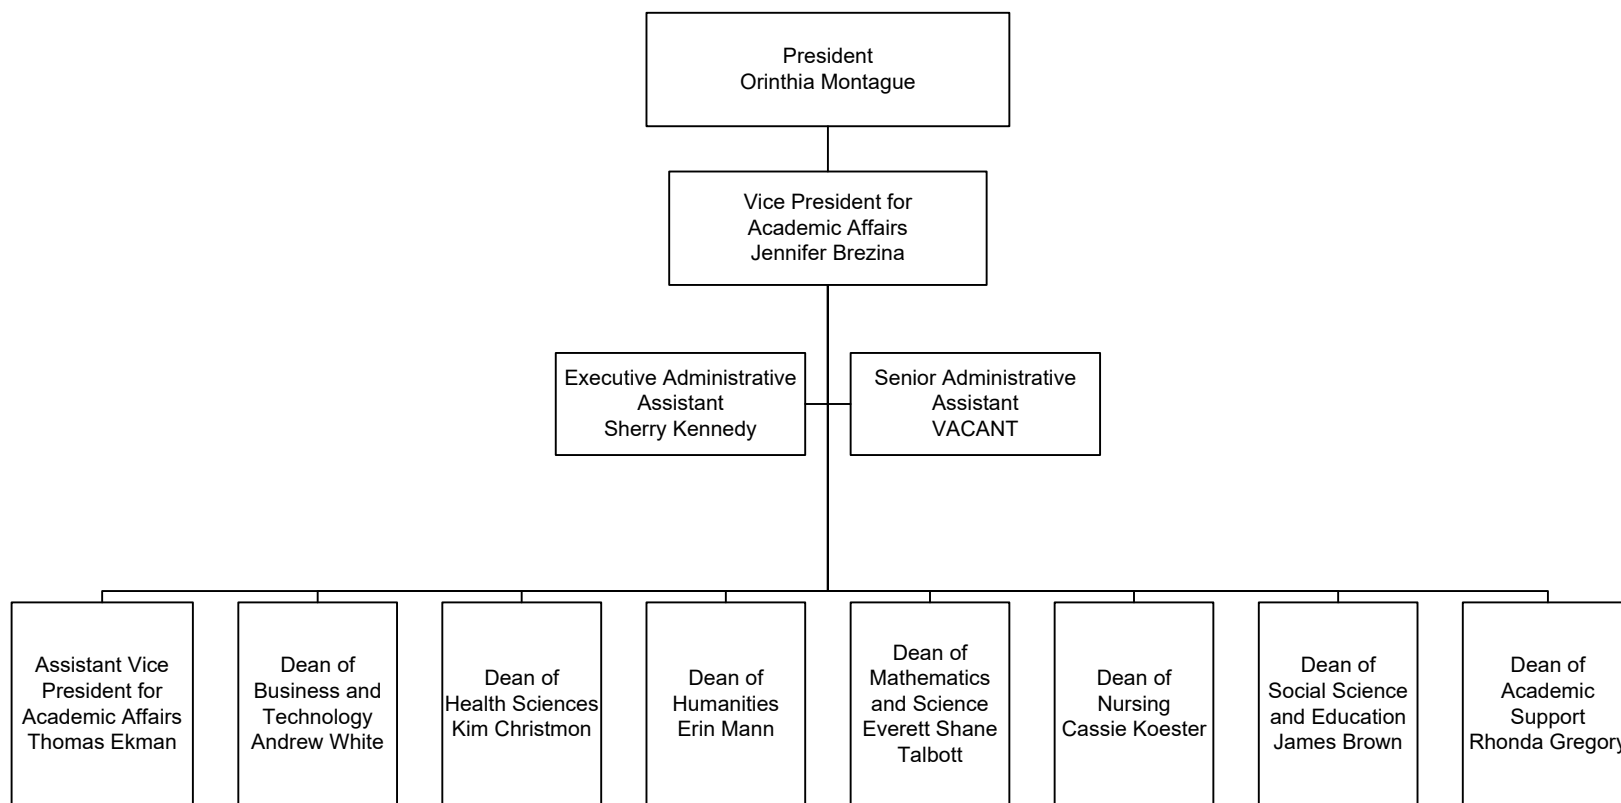 President
Orinthia Montague
Vice President for
Academic Affairs
Jennifer Brezina
Executive Administrative
Assistant
Sherry Kennedy
Senior Administrative
Assistant
VACANT
Assistant Vice
President for
Academic Affairs
Thomas Ekman
Dean of
Business and
Technology
Andrew White
Dean of
Health Sciences
Kim Christmon
Dean of
Humanities
Erin Mann
Dean of
Mathematics
and Science
Everett Shane
Talbott
Dean of
Nursing
Cassie Koester
Dean of
Social Science
and Education
James Brown
Dean of
Academic
Support
Rhonda Gregory